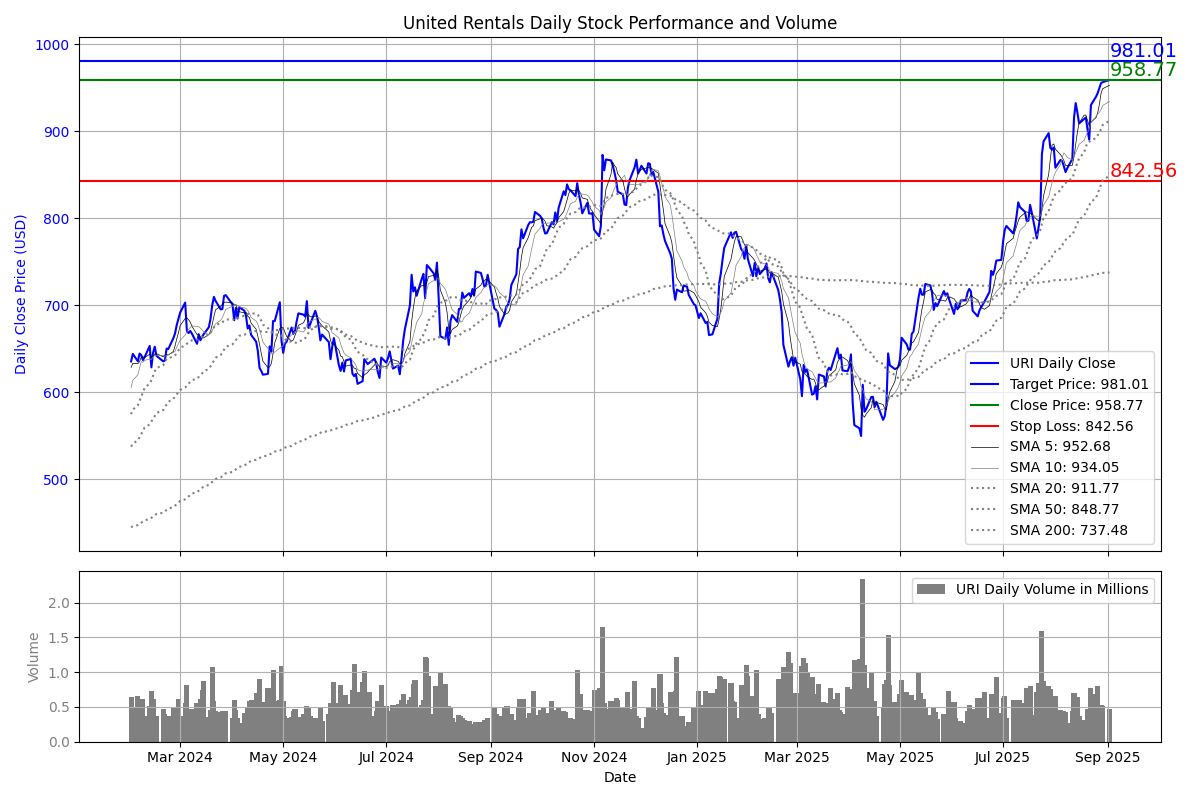 United Rentals Daily Stock Performance and Volume
1000
900
800
700
600
500
Daily Close Price (USD)
981.01
958.77
842.56
URI Daily Close
Target Price: 981.01
Close Price: 958.77
Stop Loss: 842.56
SMA 5: 952.68
SMA 10: 934.05
SMA 20: 911.77
SMA 50: 848.77
SMA 200: 737.48
URI Daily Volume in Millions
2.0
1.5
1.0
0.5
0.0
Volume
Mar 2024 May 2024 Jul 2024 Sep 2024 Nov 2024 Jan 2025 Mar 2025 May 2025 Jul 2025 Sep 2025
Date